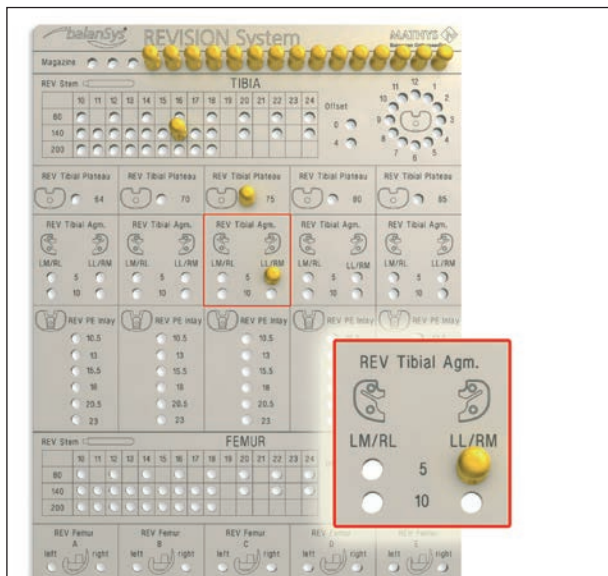 balanSys REVISION System MATHYS
Magazine
REV Stem TIBIA
10 11 12 13 14 15 16 17 18 19 20 21 22 23 24
60
140
200
Offset
0
4
12 1 2 3 4 5 6 7 8 9 10 11
REV Tibial Plateau REV Tibial Plateau REV Tibial Plateau REV Tibial Plateau REV Tibial Plateau
64 70 75 80 85
REV Tibial Agm. REV Tibial Agm. REV Tibial Agm. REV Tibial Agm. REV Tibial Agm.
LM/RL LL/RM LM/RL LL/RM LM/RL LL/RM LM/RL LL/RM LM/RL LL/RM
5 5 5 5 5
10 10 10 10 10
REV PE Inlay REV PE Inlay REV PE Inlay REV PE Inlay REV PE Inlay
10.5 10.5 10.5
13 13 13
15.5 15.5 15.5
18 18 18
20.5 20.5 20.5
23 23 23
REV Tibial Agm.
LM/RL LL/RM
5
10
REV Stem FEMUR
10 11 12 13 14 15 16 17 18 19 20 21 22 23 24
60
140
200
REV Femur REV Femur REV Femur REV Femur REV Femur
A B C D E
left right left right left right left right left right